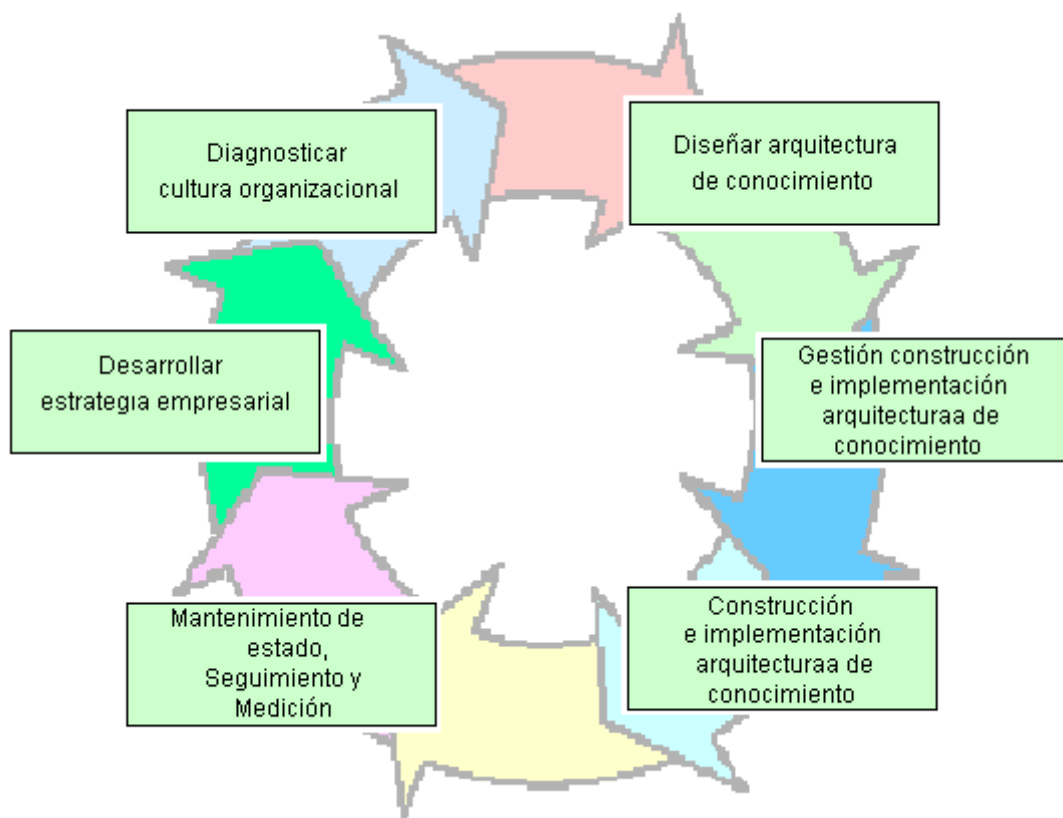 Diagnosticar
cultura organizacional
Diseñar arquitectura
de conocimiento
Desarrollar
estrategia empresarial
Gestión construcción
e implementación
arquitecturaa de
conocimiento
Mantenimiento de
estado,
Seguimiento y
Medición
Construcción
e implementación
arquitecturaa de
conocimiento